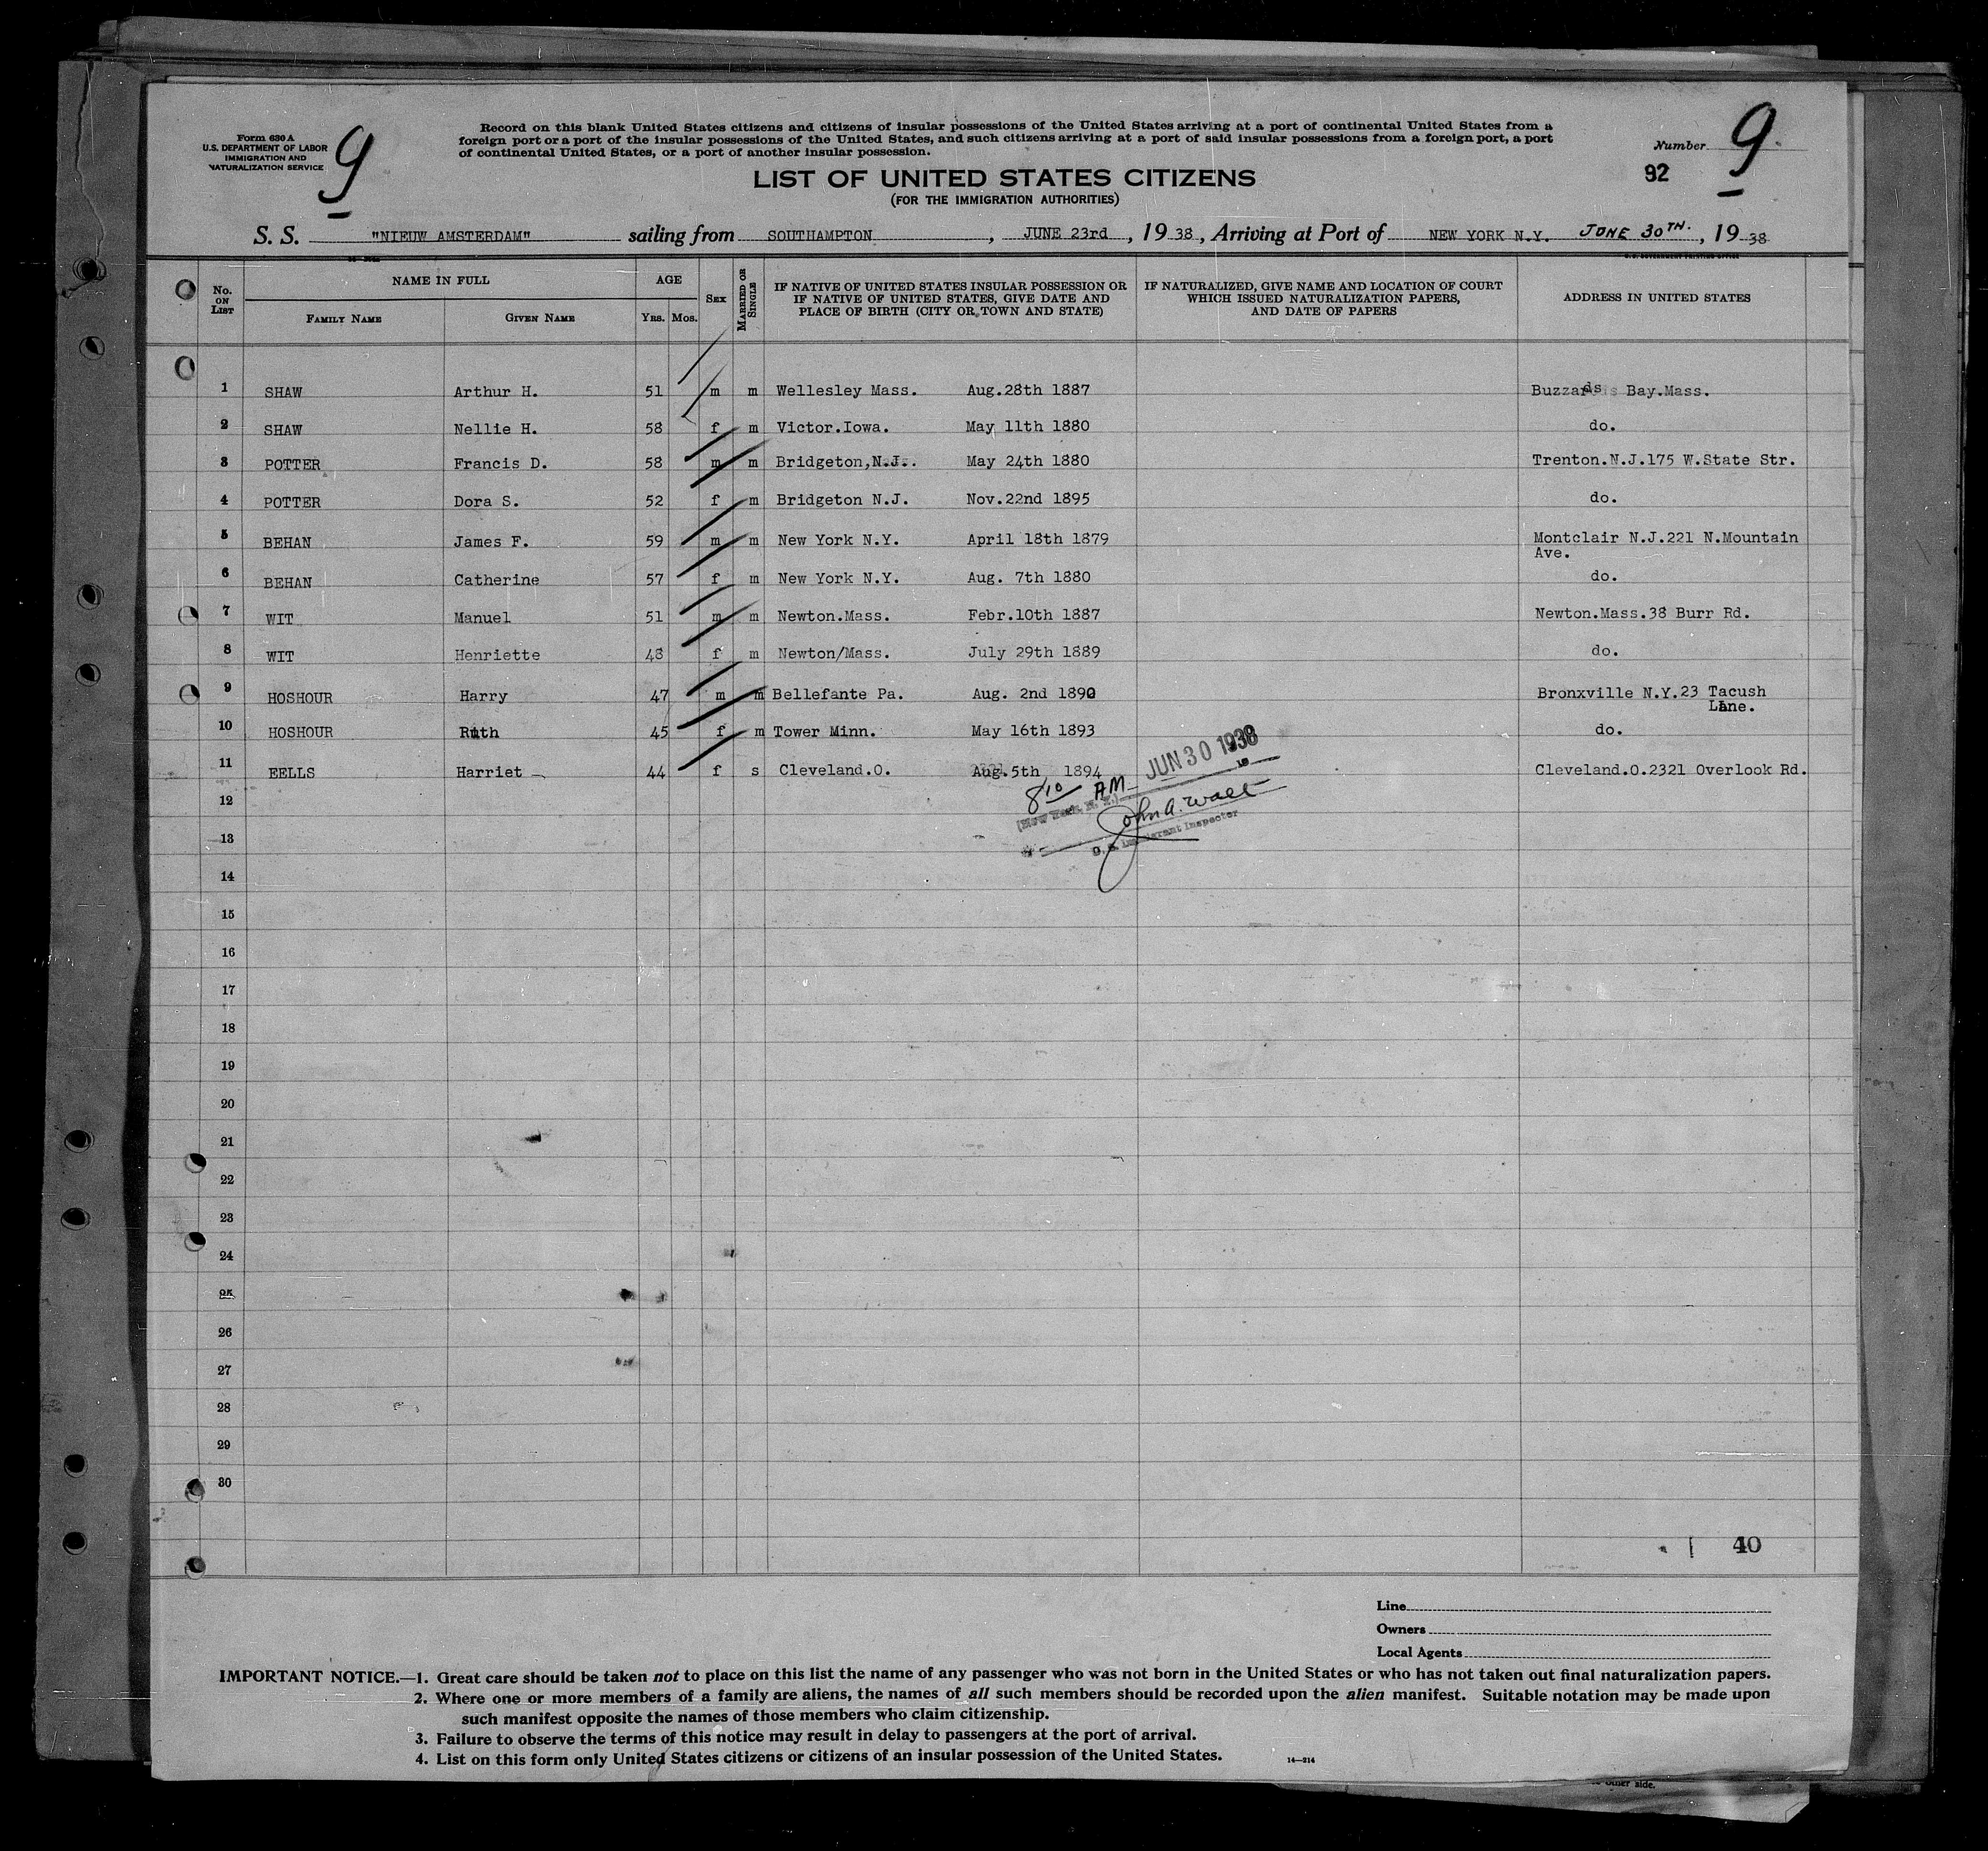 Form 630 A
U.S. DEPARTMENT OF LABOR
IMMIGRATION AND
NATURALIZATION SERVICE
9
Record on this blank United States citizens and citizens of insular possessions of the United States arriving at a port of continental United States from a
foreign port or a port of the insular possessions of the United States, and such citizens arriving at a port of said insular possessions from a foreign port, a port
of continental United States, or a port of another insular possession.
Number 9
92
LIST OF UNITED STATES CITIZENS
(FOR THE IMMIGRATION AUTHORITIES)
S. S. "NIEUW AMSTERDAM" sailing from SOUTHAMPTON, JUNE 23rd, 1938, Arriving at Port of NEW YORK N.Y. JUNE 30TH., 1938
No. ON LIST NAME IN FULL FAMILY NAME GIVEN NAME AGE YRS. MOS. SEX MARRIED OR SINGLE IF NATIVE OF UNITED STATES INSULAR POSSESSION OR IF NATIVE OF UNITED STATES, GIVE DATE AND PLACE OF BIRTH (CITY OR TOWN AND STATE) IF NATURALIZED, GIVE NAME AND LOCATION OF COURT WHICH ISSUED NATURALIZATION PAPERS, AND DATE OF PAPERS ADDRESS IN UNITED STATES
1 SHAW Arthur H. 51 m m Wellesley Mass. Aug.28th 1887 Buzzards Bay.Mass.
2 SHAW Nellie H. 58 f m Victor.Iowa. May 11th 1880 do.
3 POTTER Francis D. 58 m m Bridgeton,N.J.. May 24th 1880 Trenton.N.J.175 W.State Str.
4 POTTER Dora S. 52 f m Bridgeton N.J. Nov.22nd 1895 do.
5 BEHAN James F. 59 m m New York N.Y. April 18th 1879 Montclair N.J.221 N.Mountain
Ave.
6 BEHAN Catherine 57 f m New York N.Y. Aug. 7th 1880 do.
7 WIT Manuel 51 m m Newton.Mass. Febr.10th 1887 Newton.Mass.38 Burr Rd.
8 WIT Henriette 48 f m Newton/Mass. July 29th 1889 do.
9 HOSHOUR Harry 47 m m Bellefante Pa. Aug. 2nd 1890 Bronxville N.Y.23 Tacush
Lane.
10 HOSHOUR Ruth 45 f m Tower Minn. May 16th 1893 do.
11 EELLS Harriet 44 f s Cleveland.O. Aug.5th 1894 Cleveland.O.2321 Overlook Rd.
JUN 30 1938
8 10 AM
(New York, N. Y.) 19
John A. Wall
U. S. Immigrant Inspector
12
13
14
15
16
17
18
19
20
21
22
23
24
25
26
27
28
29
30
40
Line
Owners
Local Agents
IMPORTANT NOTICE.—1. Great care should be taken not to place on this list the name of any passenger who was not born in the United States or who has not taken out final naturalization papers.
2. Where one or more members of a family are aliens, the names of all such members should be recorded upon the alien manifest. Suitable notation may be made upon
such manifest opposite the names of those members who claim citizenship.
3. Failure to observe the terms of this notice may result in delay to passengers at the port of arrival.
4. List on this form only United States citizens or citizens of an insular possession of the United States.
14—214
other side.